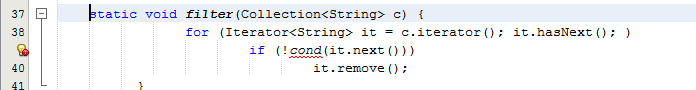 37 static void filter(Collection<String> c) {
38 for (Iterator<String> it = c.iterator(); it.hasNext(); )
if (!cond(it.next()))
40 it.remove();
41 }